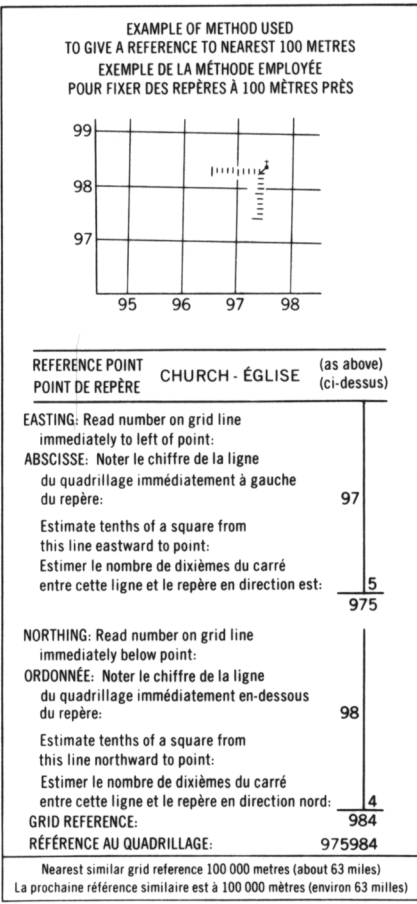 EXAMPLE OF METHOD USED
TO GIVE A REFERENCE TO NEAREST 100 METRES
EXEMPLE DE LA MÉTHODE EMPLOYÉE
POUR FIXER DES REPÈRES À 100 MÈTRES PRÈS
99
98
97
95 96 97 98
REFERENCE POINT
POINT DE REPÈRE
CHURCH - ÉGLISE
(as above)
(ci-dessus)
EASTING: Read number on grid line
immediately to left of point:
ABSCISSE: Noter le chiffre de la ligne
du quadrillage immédiatement à gauche
du repère: 97
Estimate tenths of a square from
this line eastward to point:
Estimer le nombre de dixièmes du carré
entre cette ligne et le repère en direction est: 5
975
NORTHING: Read number on grid line
immediately below point:
ORDONNÉE: Noter le chiffre de la ligne
du quadrillage immédiatement en-dessous
du repère: 98
Estimate tenths of a square from
this line northward to point:
Estimer le nombre de dixièmes du carré
entre cette ligne et le repère en direction nord: 4
GRID REFERENCE: 984
RÉFÉRENCE AU QUADRILLAGE: 975984
Nearest similar grid reference 100 000 metres (about 63 miles)
La prochaine référence similaire est à 100 000 mètres (environ 63 milles)